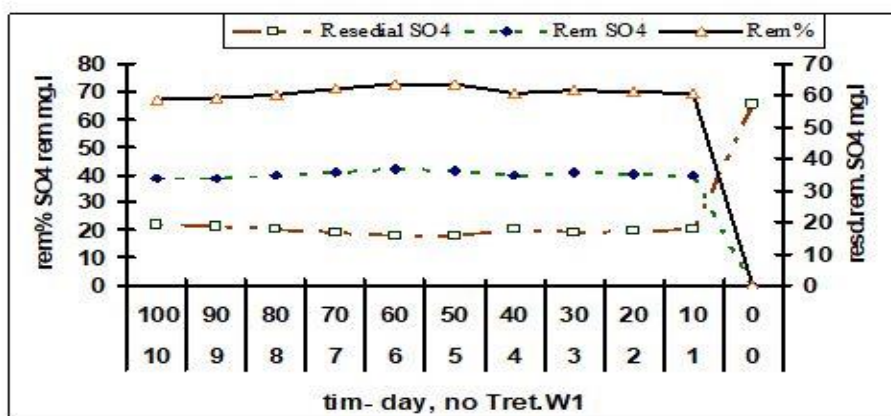 Resedial SO4 Rem SO4 Rem%
rem% SO4 rem mg.l
80
70
60
50
40
30
20
10
0
70
60
50
40
30
20
10
0
resd.rem. SO4 mg.l
100 90 80 70 60 50 40 30 20 10 0
10 9 8 7 6 5 4 3 2 1 0
tim- day, no Tret.W1